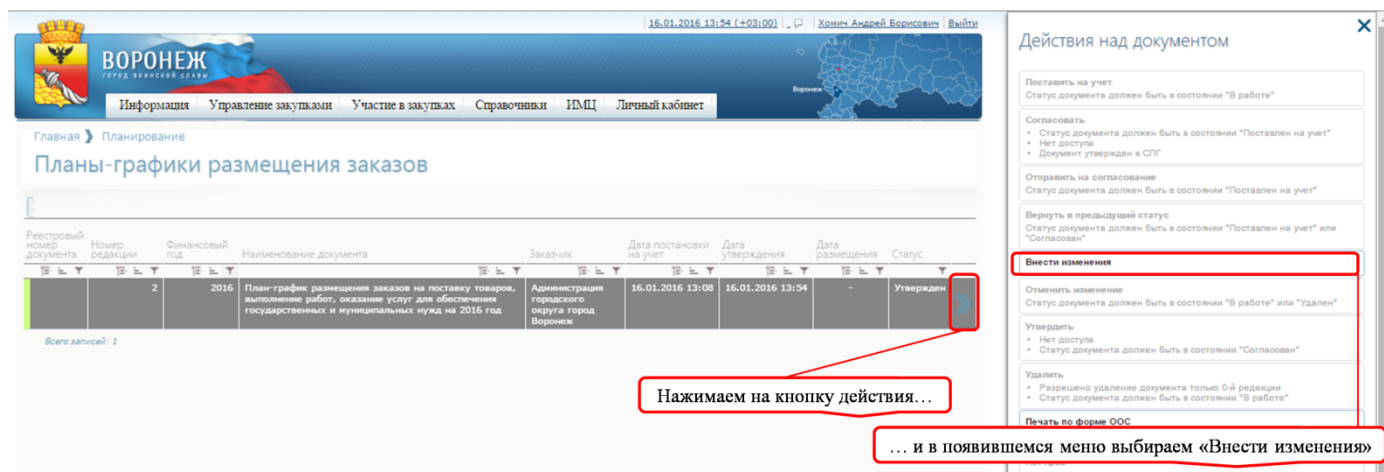 16.01.2016 13:54 (+03:00)
Хонич Андрей Борисович
Выйти
ВОРОНЕЖ
ГОРОД ВОИНСКОЙ СЛАВЫ
Воронеж
Информация Управление закупками Участие в закупках Справочники ИМЦ Личный кабинет
Главная ❯ Планирование
Планы-графики размещения заказов
Реестровый номер документа
Номер редакции
Финансовый год
Наименование документа
Заказчик
Дата постановки на учет
Дата утверждения
Дата размещения
Статус
2
2016
План-график размещения заказов на поставку товаров,
выполнение работ, оказание услуг для обеспечения
государственных и муниципальных нужд на 2016 год
Администрация
городского
округа город
Воронеж
16.01.2016 13:08
16.01.2016 13:54
-
Утвержден
Всего записей: 1
Нажимаем на кнопку действия…
Действия над документом
Поставить на учет
Статус документа должен быть в состоянии "В работе"
Согласовать
• Статус документа должен быть в состоянии "Поставлен на учет"
• Нет доступа
• Документ утвержден в СПГ
Отправить на согласование
Статус документа должен быть в состоянии "Поставлен на учет"
Вернуть в предыдущий статус
Статус документа должен быть в состоянии "Поставлен на учет" или
"Согласован"
Внести изменения
Отменить изменение
Статус документа должен быть в состоянии "В работе" или "Удален"
Утвердить
• Нет доступа
• Статус документа должен быть в состоянии "Согласован"
Удалить
• Разрешено удаление документа только 0-й редакции
• Статус документа должен быть в состоянии "В работе"
Печать по форме ООС
… и в появившемся меню выбираем «Внести изменения»